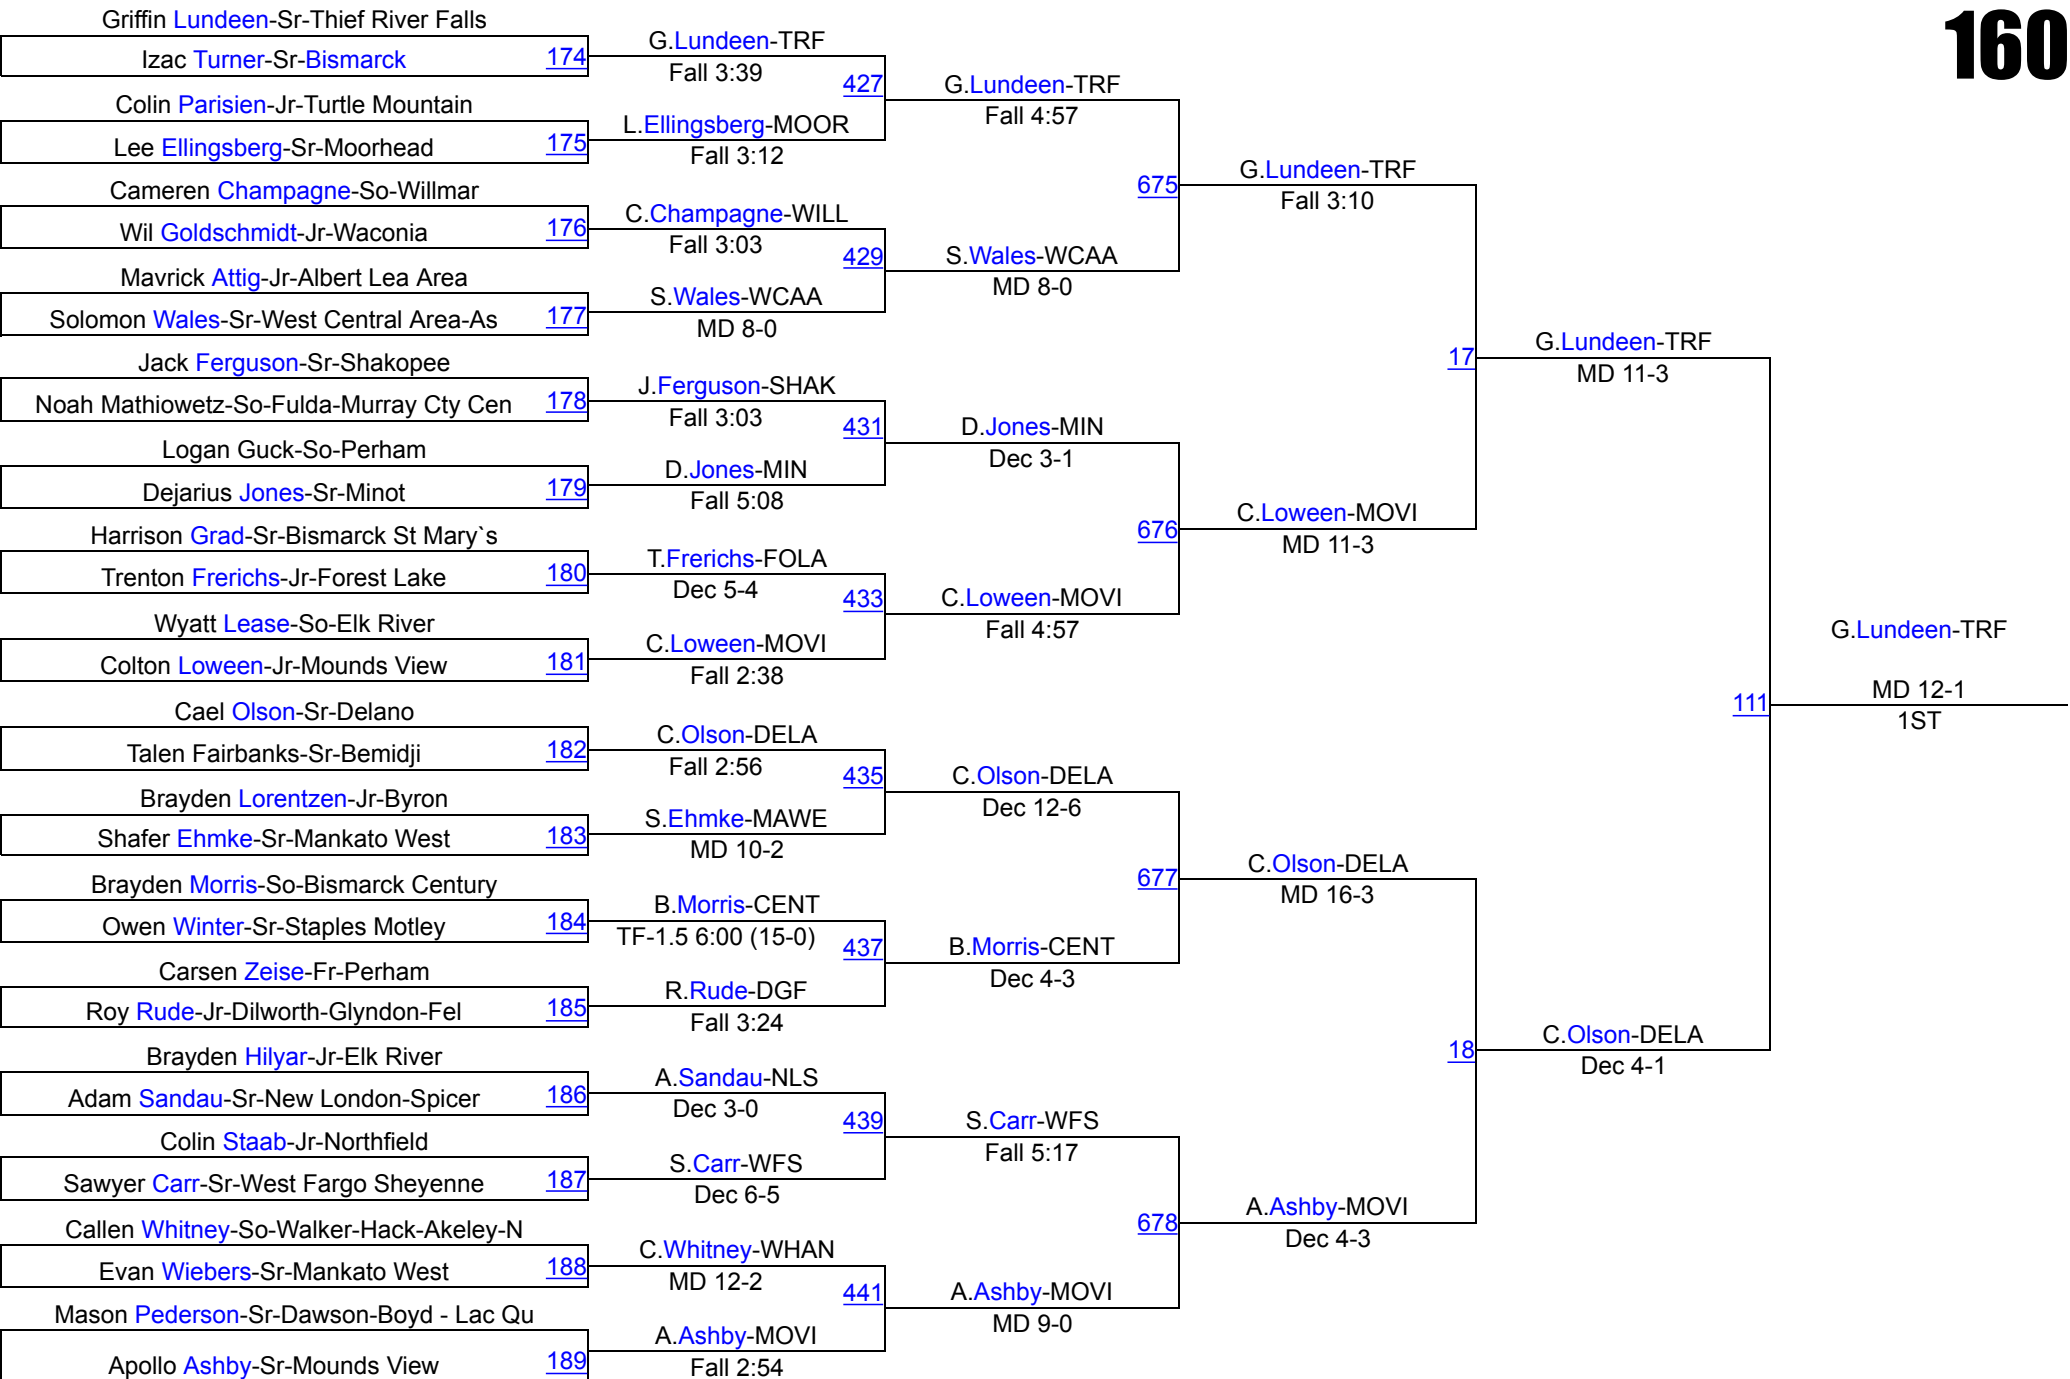 160
Griffin Lundeen-Sr-Thief River Falls
Izac Turner-Sr-Bismarck
174
Colin Parisien-Jr-Turtle Mountain
Lee Ellingsberg-Sr-Moorhead
175
Cameren Champagne-So-Willmar
Wil Goldschmidt-Jr-Waconia
176
Mavrick Attig-Jr-Albert Lea Area
Solomon Wales-Sr-West Central Area-As
177
Jack Ferguson-Sr-Shakopee
Noah Mathiowetz-So-Fulda-Murray Cty Cen
178
Logan Guck-So-Perham
Dejarius Jones-Sr-Minot
179
Harrison Grad-Sr-Bismarck St Mary`s
Trenton Frerichs-Jr-Forest Lake
180
Wyatt Lease-So-Elk River
Colton Loween-Jr-Mounds View
181
Cael Olson-Sr-Delano
Talen Fairbanks-Sr-Bemidji
182
Brayden Lorentzen-Jr-Byron
Shafer Ehmke-Sr-Mankato West
183
Brayden Morris-So-Bismarck Century
Owen Winter-Sr-Staples Motley
184
Carsen Zeise-Fr-Perham
Roy Rude-Jr-Dilworth-Glyndon-Fel
185
Brayden Hilyar-Jr-Elk River
Adam Sandau-Sr-New London-Spicer
186
Colin Staab-Jr-Northfield
Sawyer Carr-Sr-West Fargo Sheyenne
187
Callen Whitney-So-Walker-Hack-Akeley-N
Evan Wiebers-Sr-Mankato West
188
Mason Pederson-Sr-Dawson-Boyd - Lac Qu
Apollo Ashby-Sr-Mounds View
189
G.Lundeen-TRF
Fall 3:39
427
L.Ellingsberg-MOOR
Fall 3:12
C.Champagne-WILL
Fall 3:03
429
S.Wales-WCAA
MD 8-0
J.Ferguson-SHAK
Fall 3:03
431
D.Jones-MIN
Fall 5:08
T.Frerichs-FOLA
Dec 5-4
433
C.Loween-MOVI
Fall 2:38
C.Olson-DELA
Fall 2:56
435
S.Ehmke-MAWE
MD 10-2
B.Morris-CENT
TF-1.5 6:00 (15-0)
437
R.Rude-DGF
Fall 3:24
A.Sandau-NLS
Dec 3-0
439
S.Carr-WFS
Dec 6-5
C.Whitney-WHAN
MD 12-2
441
A.Ashby-MOVI
Fall 2:54
G.Lundeen-TRF
Fall 4:57
675
S.Wales-WCAA
MD 8-0
D.Jones-MIN
Dec 3-1
676
C.Loween-MOVI
Fall 4:57
C.Olson-DELA
Dec 12-6
677
B.Morris-CENT
Dec 4-3
S.Carr-WFS
Fall 5:17
678
A.Ashby-MOVI
MD 9-0
G.Lundeen-TRF
Fall 3:10
17
C.Loween-MOVI
MD 11-3
C.Olson-DELA
MD 16-3
18
A.Ashby-MOVI
Dec 4-3
G.Lundeen-TRF
MD 11-3
111
C.Olson-DELA
Dec 4-1
G.Lundeen-TRF
MD 12-1
1ST